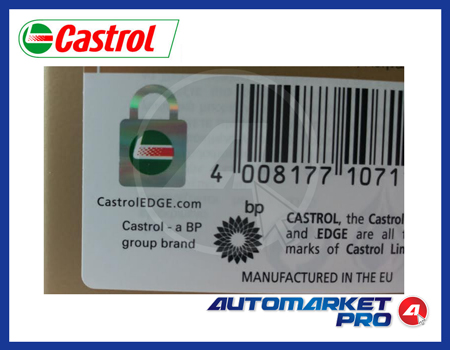 Castrol
CastrolEDGE.com
Castrol - a BP
group brand
4 008177 1071
bp
CASTROL, the Castrol
and EDGE are all t
marks of Castrol Lim
MANUFACTURED IN THE EU
AUTOMARKET
PRO 4